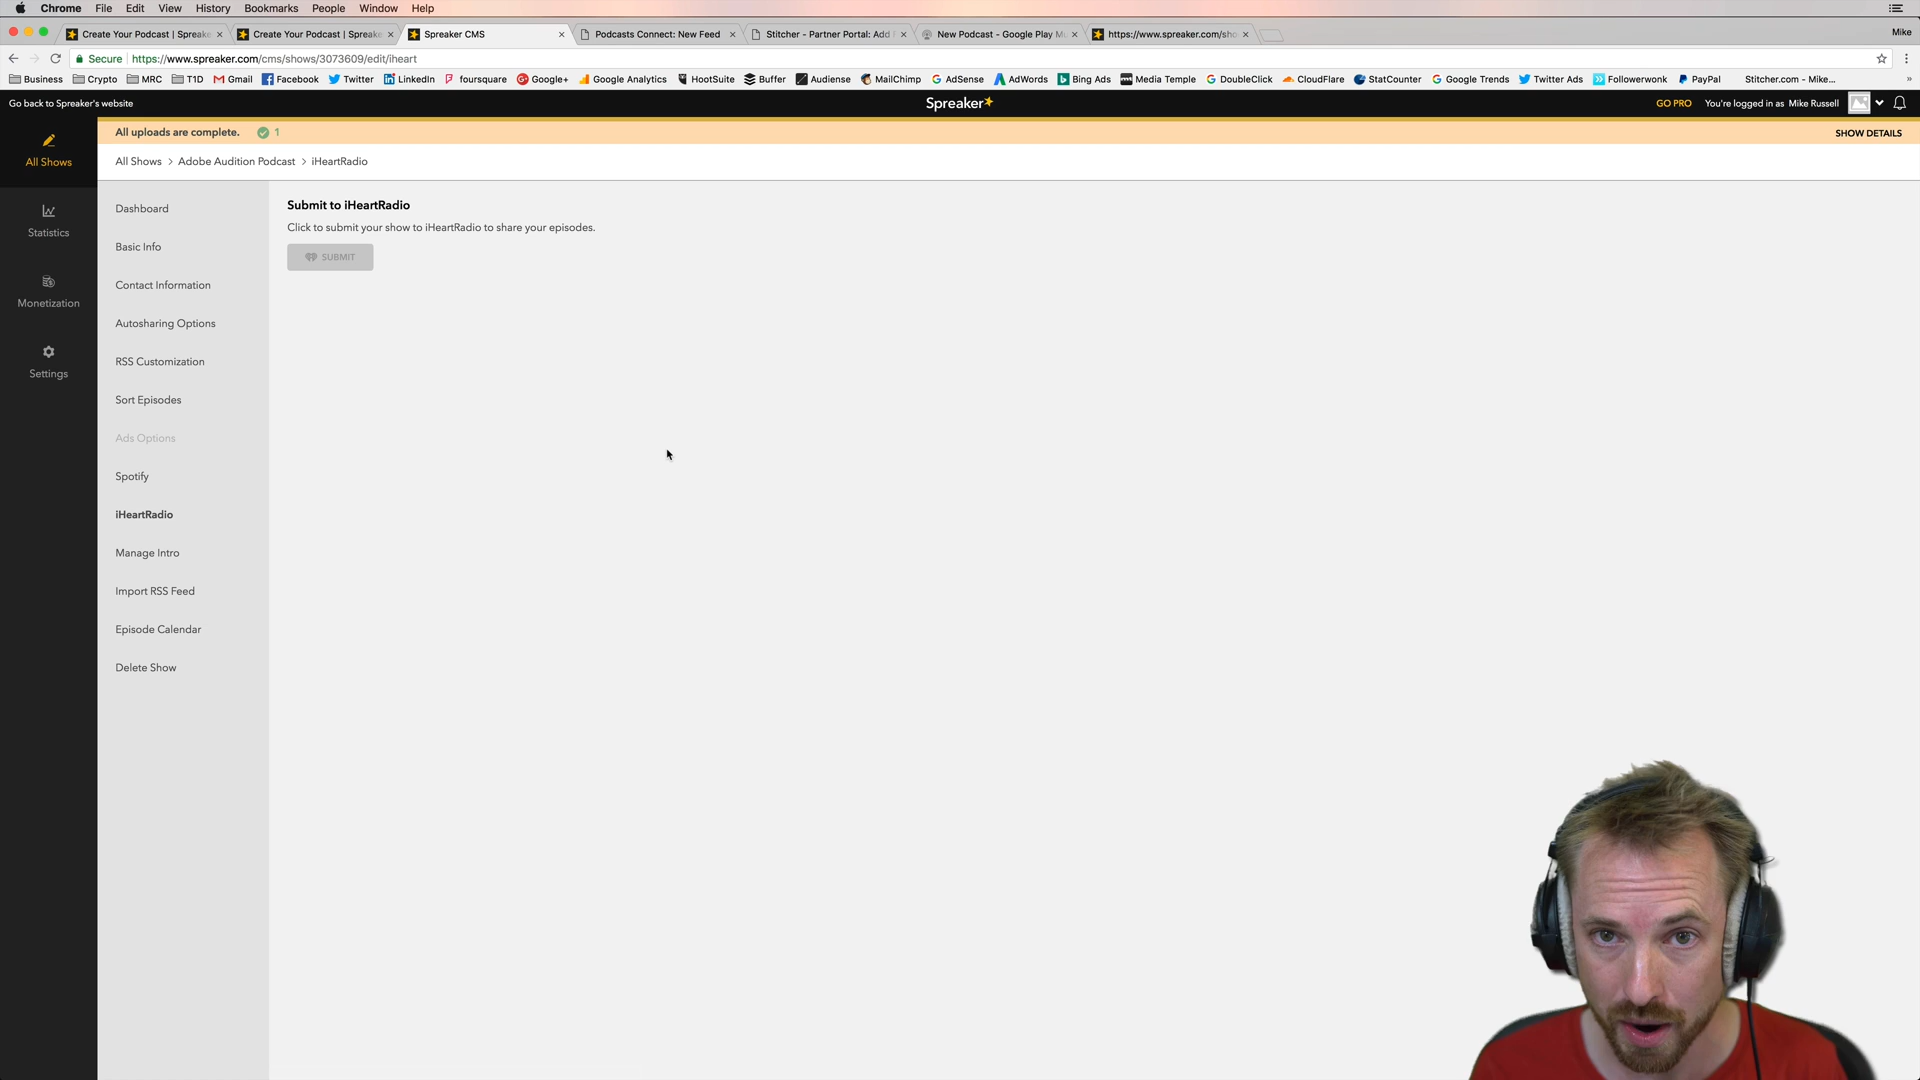 Chrome File Edit View History Bookmarks People Window Help
Create Your Podcast | Spreake
Create Your Podcast | Spreake
Spreaker CMS
Podcasts Connect: New Feed
Stitcher - Partner Portal: Add
New Podcast - Google Play Mu
https://www.spreaker.com/sho
Mike
Secure https://www.spreaker.com/cms/shows/3073609/edit/iheart
Business Crypto MRC T1D Gmail Facebook Twitter LinkedIn foursquare Google+ Google Analytics HootSuite Buffer Audiense MailChimp AdSense AdWords Bing Ads Media Temple DoubleClick CloudFlare StatCounter Google Trends Twitter Ads Followerwonk PayPal Stitcher.com - Mike... »
Go back to Spreaker's website
Spreaker
GO PRO You're logged in as Mike Russell
All uploads are complete. 1
SHOW DETAILS
All Shows > Adobe Audition Podcast > iHeartRadio
All Shows
Statistics
Monetization
Settings
Dashboard
Basic Info
Contact Information
Autosharing Options
RSS Customization
Sort Episodes
Ads Options
Spotify
iHeartRadio
Manage Intro
Import RSS Feed
Episode Calendar
Delete Show
Submit to iHeartRadio
Click to submit your show to iHeartRadio to share your episodes.
SUBMIT